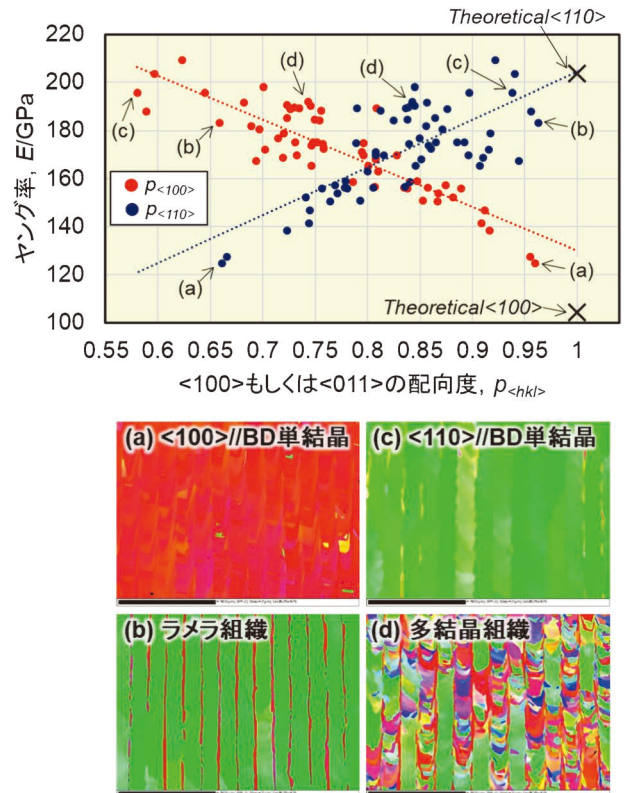 Theoretical<110>
220
200
180
160
140
120
100
ヤング率, E/GPa
(a)
(b)
(c)
(d)
(d)
(c)
(b)
(a)
p<100>
p<110>
Theoretical<100>
0.55 0.6 0.65 0.7 0.75 0.8 0.85 0.9 0.95 1
<100>もしくは<011>の配向度, p<hkl>
(a) <100>//BD単結晶
(c) <110>//BD単結晶
(b) ラメラ組織
(d) 多結晶組織